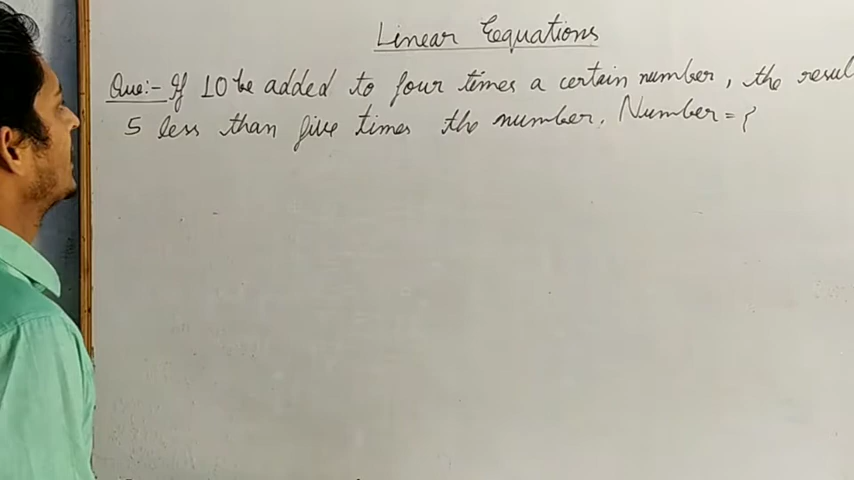 Linear Equations
Que:- If 10 be added to four times a certain number, the resul
5 less than five times the number. Number = ?